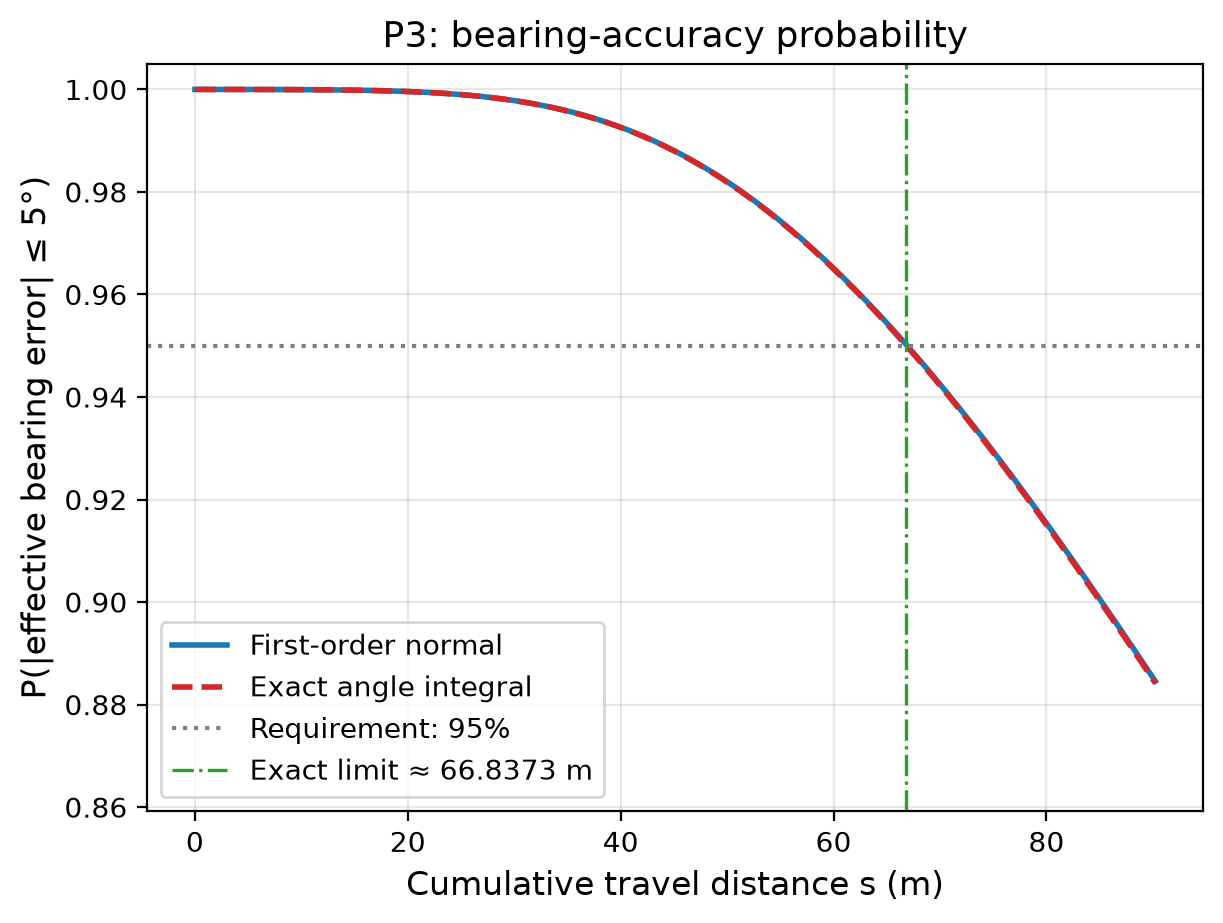 P3: bearing-accuracy probability
P(|effective bearing error| ≤ 5°)
1.00
0.98
0.96
0.94
0.92
0.90
0.88
0.86
First-order normal
Exact angle integral
Requirement: 95%
Exact limit ≈ 66.8373 m
0
20
40
60
80
Cumulative travel distance s (m)